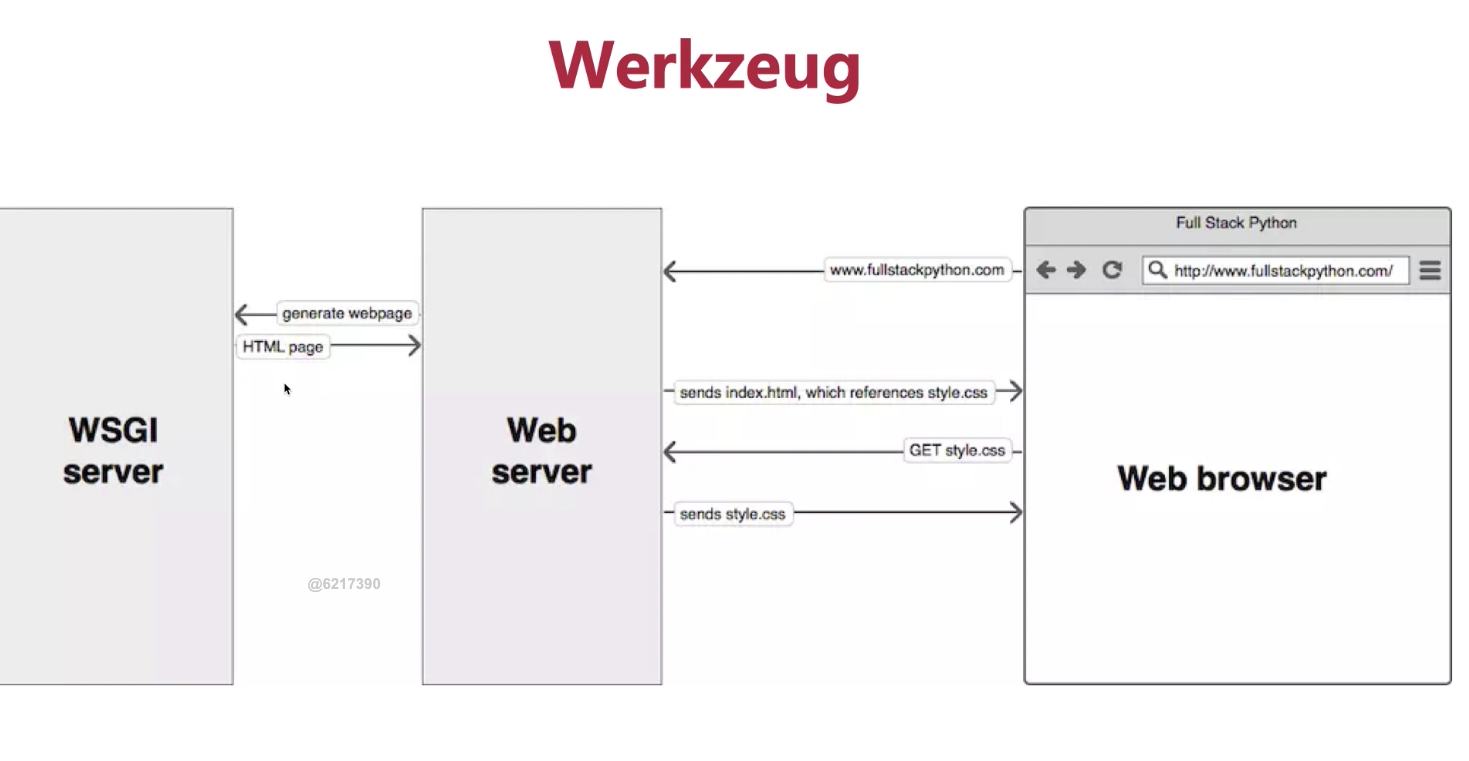 Werkzeug
Full Stack Python
www.fullstackpython.com
http://www.fullstackpython.com/
generate webpage
HTML page
sends index.html, which references style.css
WSGI
server
Web
server
GET style.css
Web browser
sends style.css
@6217390